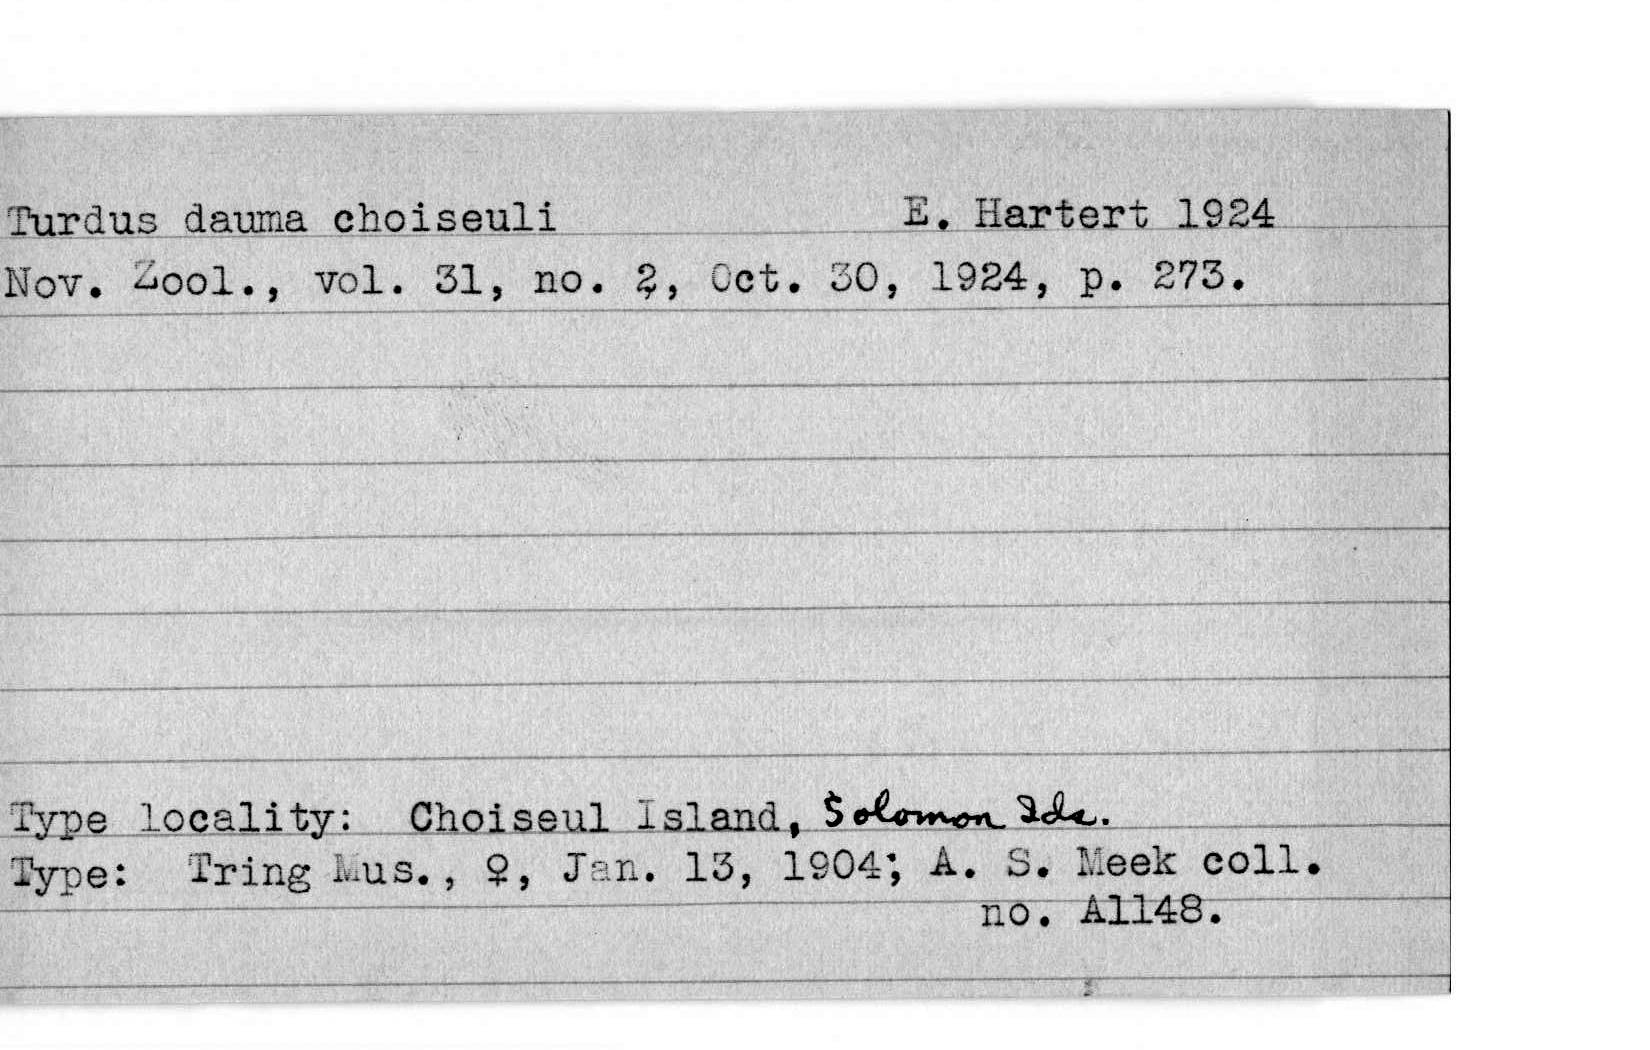 Turdus dauma choiseuli E. Hartert 1924
Nov. Zool., vol. 31, no. 2, Oct. 30, 1924, p. 273.
Type locality: Choiseul Island, Solomon Ids.
Type: Tring Mus., ♀, Jan. 13, 1904; A. S. Meek coll.
no. A1148.